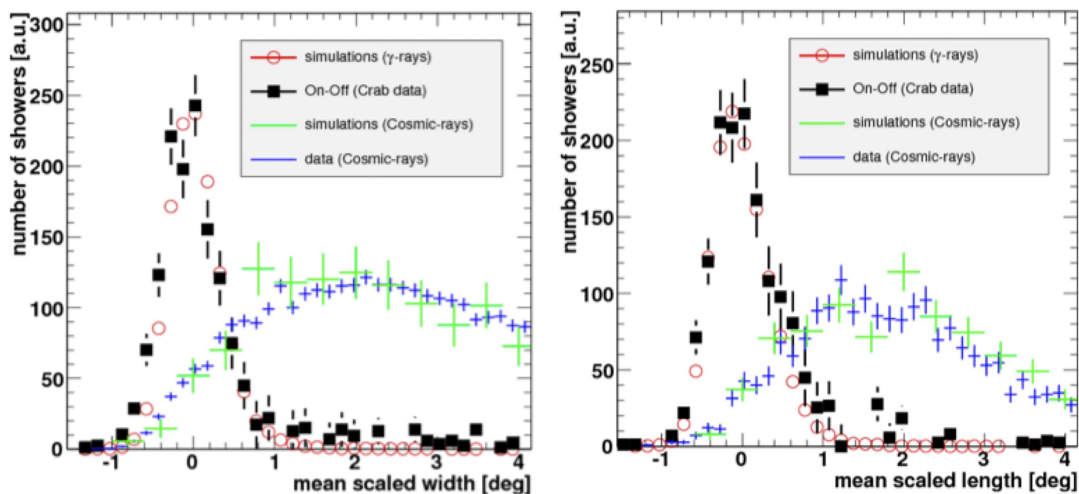 number of showers [a.u.]
300
250
200
150
100
50
0
-1 0 1 2 3 4
mean scaled width [deg]
simulations (γ-rays)
On-Off (Crab data)
simulations (Cosmic-rays)
data (Cosmic-rays)
number of showers [a.u.]
250
200
150
100
50
0
-1 0 1 2 3 4
mean scaled length [deg]
simulations (γ-rays)
On-Off (Crab data)
simulations (Cosmic-rays)
data (Cosmic-rays)